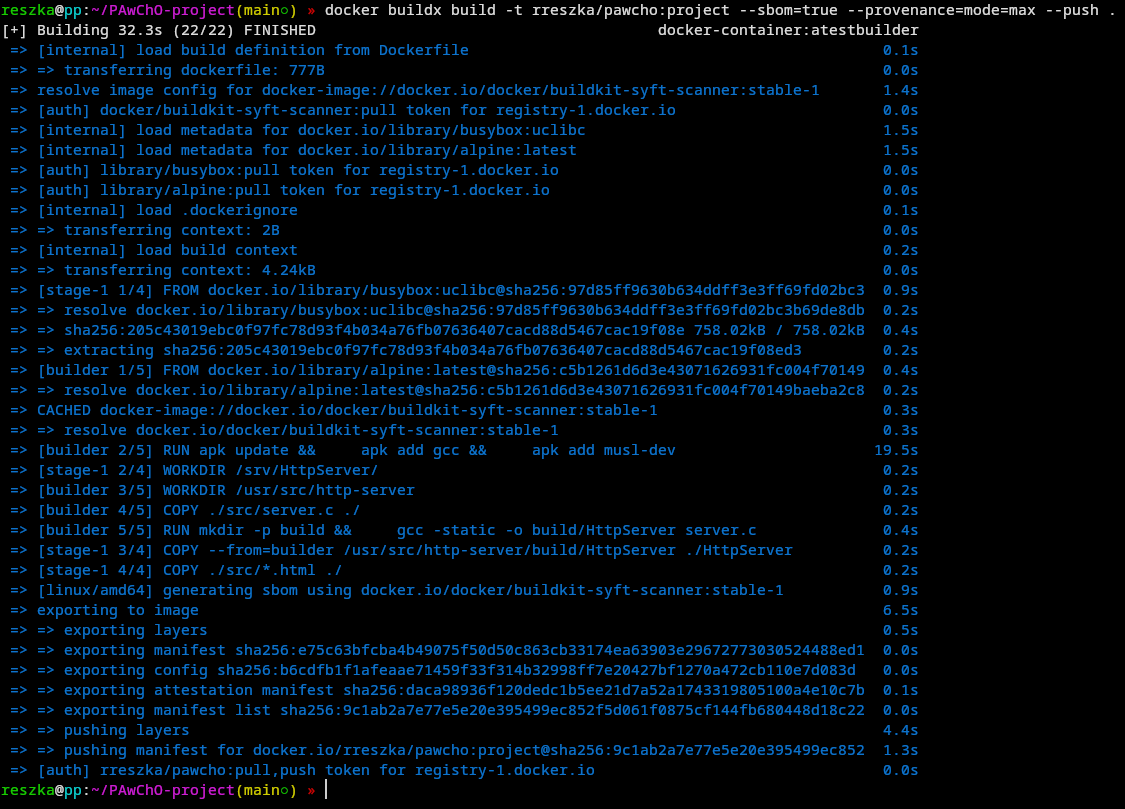 reszka@pp:~/PAwChO-project(main○) » docker buildx build -t rreszka/pawcho:project --sbom=true --provenance=mode=max --push .
[+] Building 32.3s (22/22) FINISHED docker-container:atestbuilder
=> [internal] load build definition from Dockerfile 0.1s
=> => transferring dockerfile: 777B 0.0s
=> resolve image config for docker-image://docker.io/docker/buildkit-syft-scanner:stable-1 1.4s
=> [auth] docker/buildkit-syft-scanner:pull token for registry-1.docker.io 0.0s
=> [internal] load metadata for docker.io/library/busybox:uclibc 1.5s
=> [internal] load metadata for docker.io/library/alpine:latest 1.5s
=> [auth] library/busybox:pull token for registry-1.docker.io 0.0s
=> [auth] library/alpine:pull token for registry-1.docker.io 0.0s
=> [internal] load .dockerignore 0.1s
=> => transferring context: 2B 0.0s
=> [internal] load build context 0.2s
=> => transferring context: 4.24kB 0.0s
=> [stage-1 1/4] FROM docker.io/library/busybox:uclibc@sha256:97d85ff9630b634ddff3e3ff69fd02bc3 0.9s
=> => resolve docker.io/library/busybox:uclibc@sha256:97d85ff9630b634ddff3e3ff69fd02bc3b69de8db 0.2s
=> => sha256:205c43019ebc0f97fc78d93f4b034a76fb07636407cacd88d5467cac19f08e 758.02kB / 758.02kB 0.4s
=> => extracting sha256:205c43019ebc0f97fc78d93f4b034a76fb07636407cacd88d5467cac19f08ed3 0.2s
=> [builder 1/5] FROM docker.io/library/alpine:latest@sha256:c5b1261d6d3e43071626931fc004f70149 0.4s
=> => resolve docker.io/library/alpine:latest@sha256:c5b1261d6d3e43071626931fc004f70149baeba2c8 0.2s
=> CACHED docker-image://docker.io/docker/buildkit-syft-scanner:stable-1 0.3s
=> => resolve docker.io/docker/buildkit-syft-scanner:stable-1 0.3s
=> [builder 2/5] RUN apk update &&     apk add gcc &&     apk add musl-dev 19.5s
=> [stage-1 2/4] WORKDIR /srv/HttpServer/ 0.2s
=> [builder 3/5] WORKDIR /usr/src/http-server 0.2s
=> [builder 4/5] COPY ./src/server.c ./ 0.2s
=> [builder 5/5] RUN mkdir -p build &&     gcc -static -o build/HttpServer server.c 0.4s
=> [stage-1 3/4] COPY --from=builder /usr/src/http-server/build/HttpServer ./HttpServer 0.2s
=> [stage-1 4/4] COPY ./src/*.html ./ 0.2s
=> [linux/amd64] generating sbom using docker.io/docker/buildkit-syft-scanner:stable-1 0.9s
=> exporting to image 6.5s
=> => exporting layers 0.5s
=> => exporting manifest sha256:e75c63bfcba4b49075f50d50c863cb33174ea63903e29672773030524488ed1 0.0s
=> => exporting config sha256:b6cdfb1f1afeaae71459f33f314b32998ff7e20427bf1270a472cb110e7d083d 0.0s
=> => exporting attestation manifest sha256:daca98936f120dedc1b5ee21d7a52a1743319805100a4e10c7b 0.1s
=> => exporting manifest list sha256:9c1ab2a7e77e5e20e395499ec852f5d061f0875cf144fb680448d18c22 0.0s
=> => pushing layers 4.4s
=> => pushing manifest for docker.io/rreszka/pawcho:project@sha256:9c1ab2a7e77e5e20e395499ec852 1.3s
=> [auth] rreszka/pawcho:pull,push token for registry-1.docker.io 0.0s
reszka@pp:~/PAwChO-project(main○) »